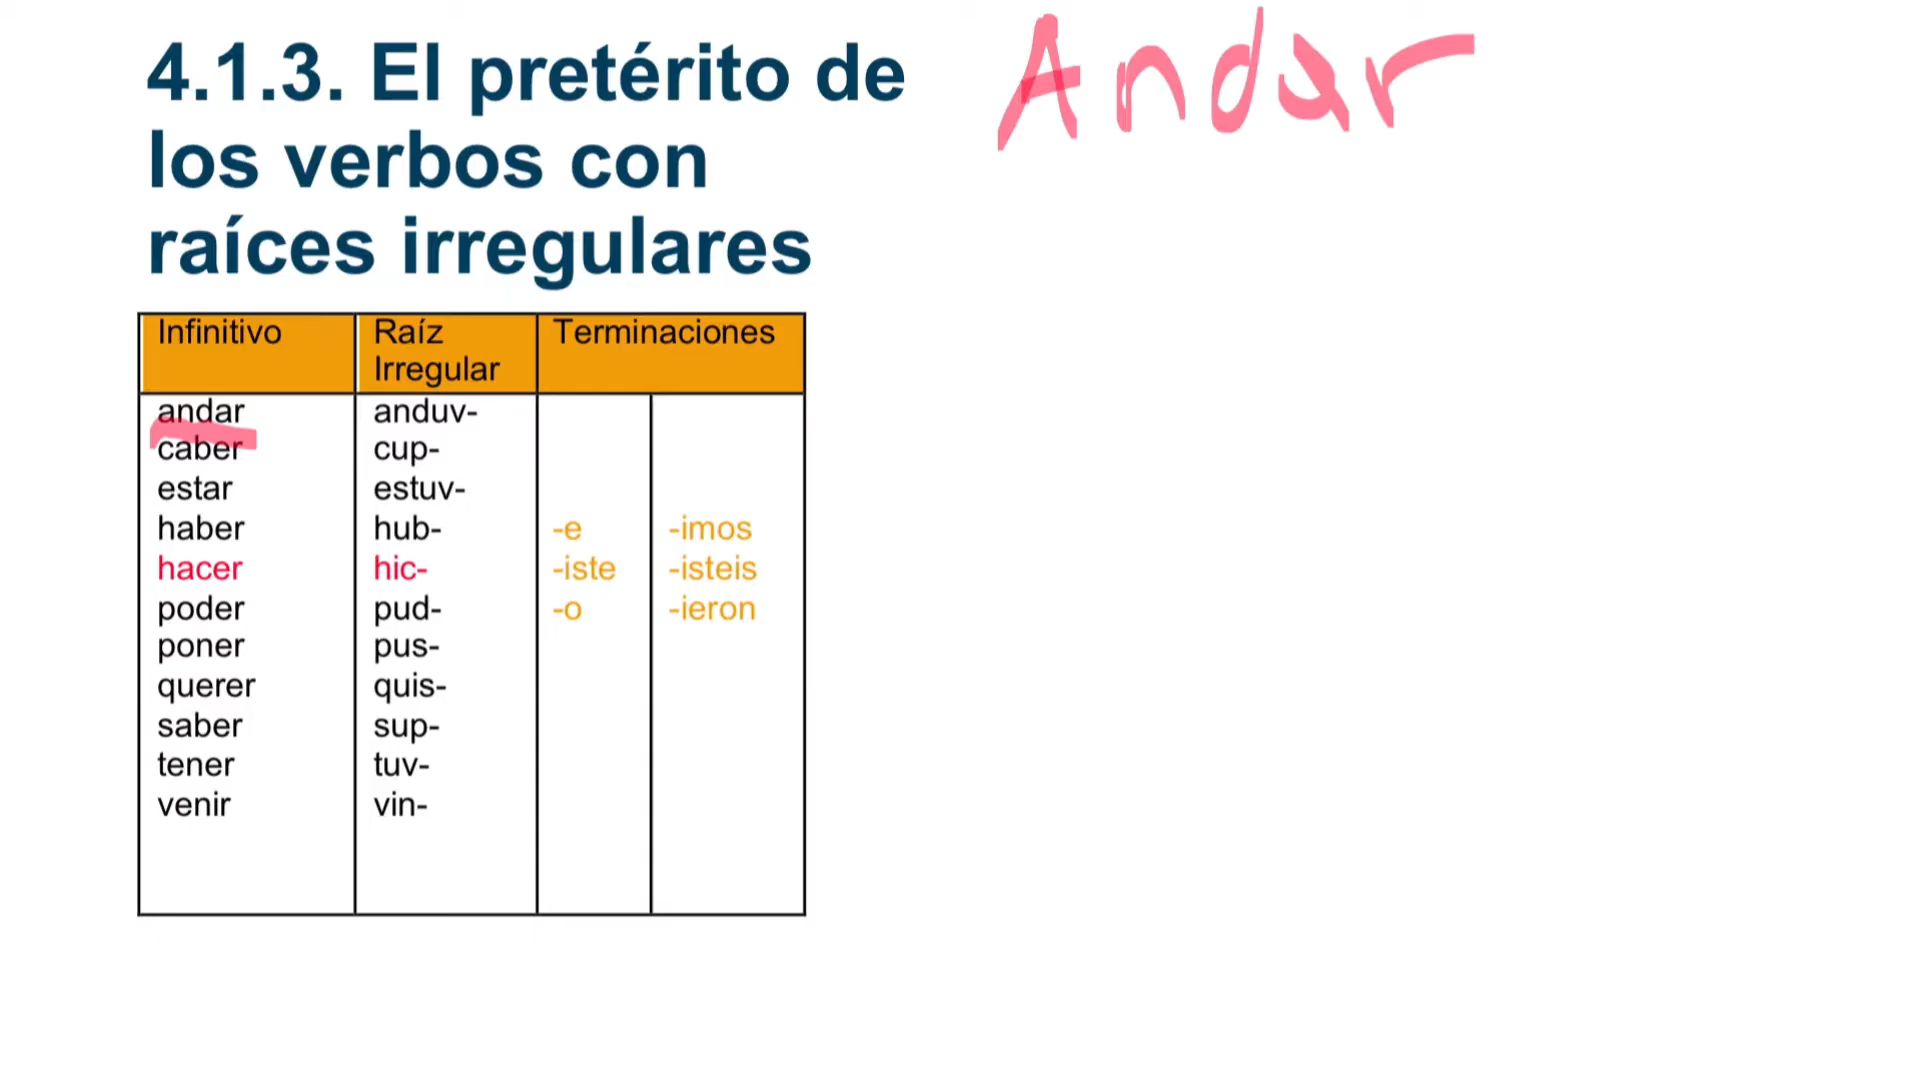 4.1.3. El pretérito de
los verbos con
raíces irregulares
Andar
Infinitivo Raíz Irregular Terminaciones
andar anduv-
caber cup-
estar estuv-
haber hub- -e -imos
hacer hic- -iste -isteis
poder pud- -o -ieron
poner pus-
querer quis-
saber sup-
tener tuv-
venir vin-